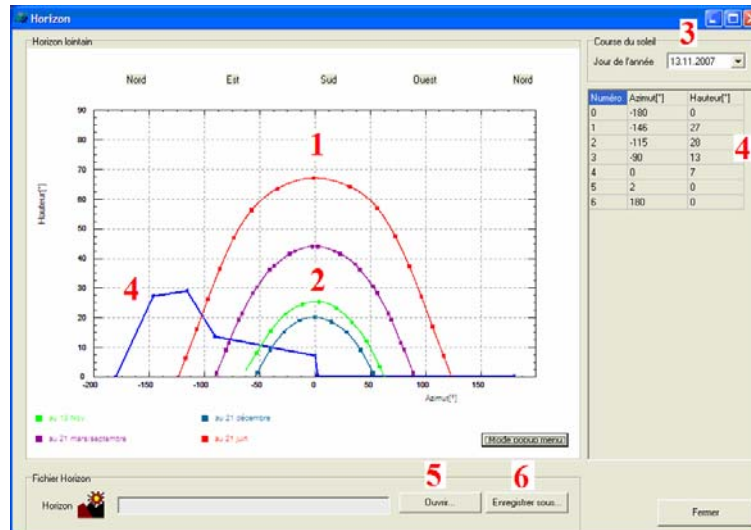 Horizon
Horizon lointain
Nord Est Sud Ouest Nord
Hauteur[°]
90
80
70
60
50
40
30
20
10
0
-200 -150 -100 -50 0 50 100 150
Azimut[°]
1
2
4
au 13 Nov
au 21 décembre
au 21 mars-septembre
au 21 juin
Mode popup menu
Course du soleil
3
Jour de l'année 13.11.2007
Numéro Azimut[°] Hauteur[°]
0 -180 0
1 -146 27
2 -115 28
3 -90 13
4 0 7
5 2 0
6 180 0
4
Fichier Horizon
5 6
Horizon
Ouvrir...
Enregistrer sous...
Fermer